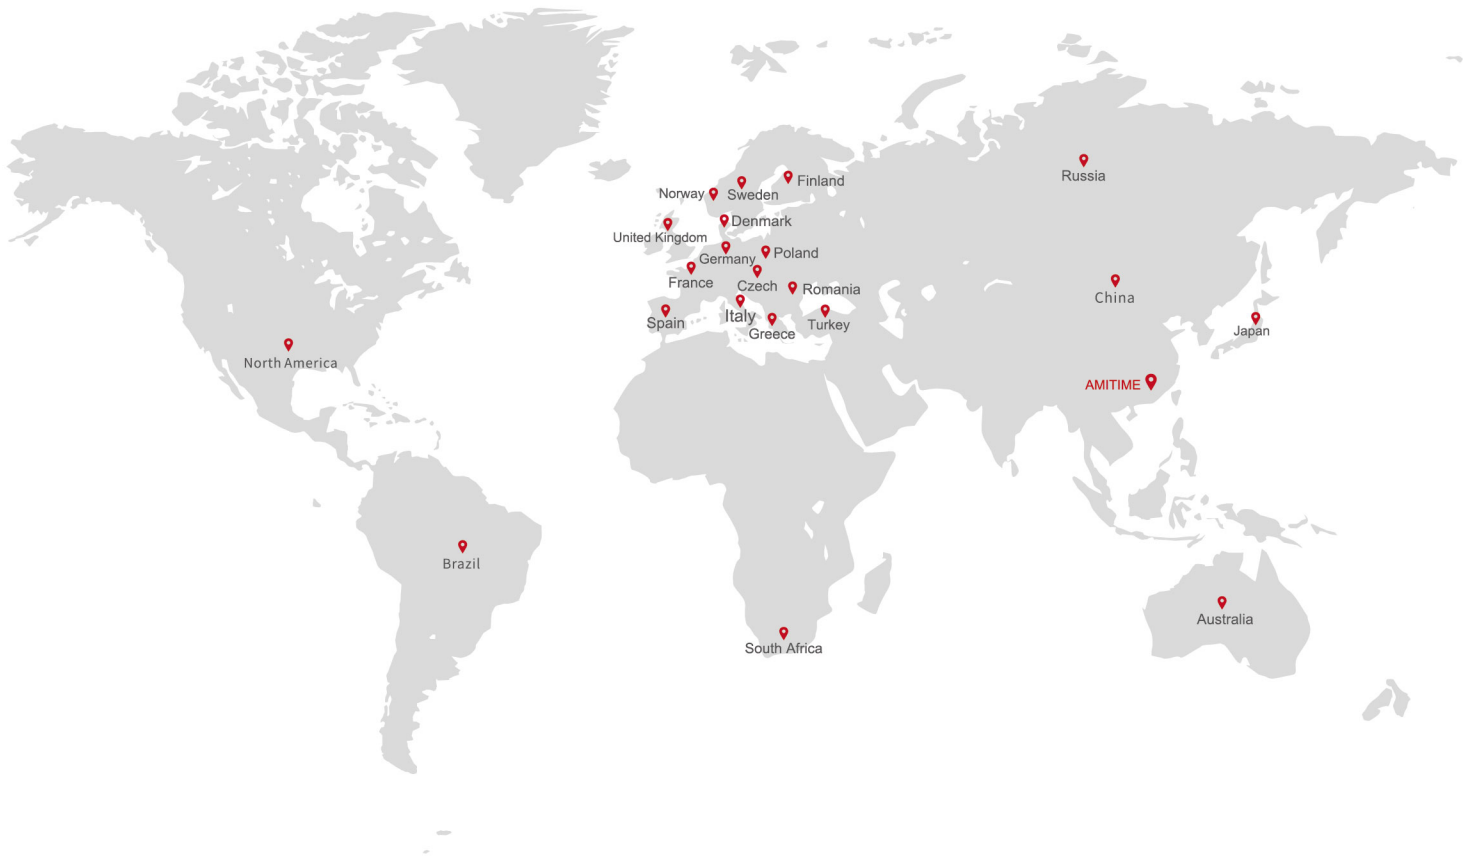 Russia
Finland
Norway
Sweden
Denmark
United Kingdom
Poland
Germany
France
Czech
Romania
China
Italy
Spain
Turkey
Greece
Japan
North America
AMITIME
Brazil
Australia
South Africa